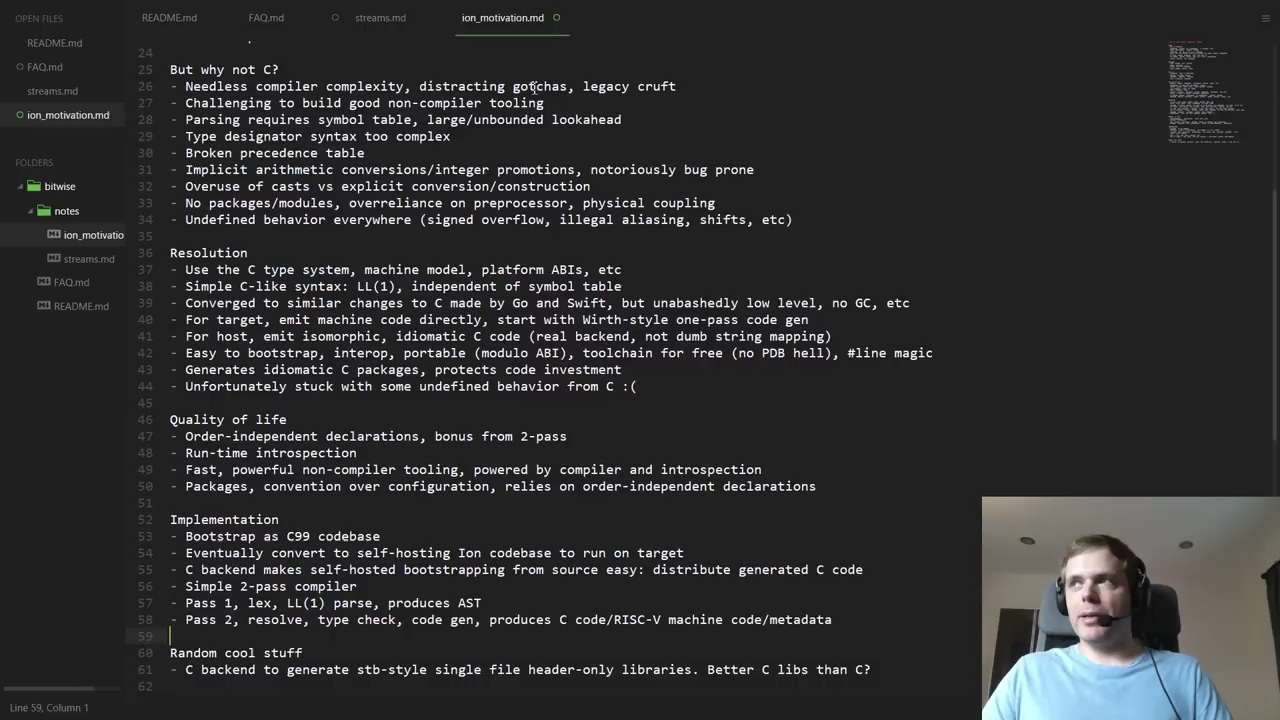 OPEN FILES
README.md
FAQ.md
streams.md
ion_motivation.md
FOLDERS
bitwise
notes
ion_motivatio
streams.md
FAQ.md
README.md
README.md
FAQ.md
streams.md
ion_motivation.md
24
25 But why not C?
26 - Needless compiler complexity, distracting gotchas, legacy cruft
27 - Challenging to build good non-compiler tooling
28 - Parsing requires symbol table, large/unbounded lookahead
29 - Type designator syntax too complex
30 - Broken precedence table
31 - Implicit arithmetic conversions/integer promotions, notoriously bug prone
32 - Overuse of casts vs explicit conversion/construction
33 - No packages/modules, overreliance on preprocessor, physical coupling
34 - Undefined behavior everywhere (signed overflow, illegal aliasing, shifts, etc)
35
36 Resolution
37 - Use the C type system, machine model, platform ABIs, etc
38 - Simple C-like syntax: LL(1), independent of symbol table
39 - Converged to similar changes to C made by Go and Swift, but unabashedly low level, no GC, etc
40 - For target, emit machine code directly, start with Wirth-style one-pass code gen
41 - For host, emit isomorphic, idiomatic C code (real backend, not dumb string mapping)
42 - Easy to bootstrap, interop, portable (modulo ABI), toolchain for free (no PDB hell), #line magic
43 - Generates idiomatic C packages, protects code investment
44 - Unfortunately stuck with some undefined behavior from C :(
45
46 Quality of life
47 - Order-independent declarations, bonus from 2-pass
48 - Run-time introspection
49 - Fast, powerful non-compiler tooling, powered by compiler and introspection
50 - Packages, convention over configuration, relies on order-independent declarations
51
52 Implementation
53 - Bootstrap as C99 codebase
54 - Eventually convert to self-hosting Ion codebase to run on target
55 - C backend makes self-hosted bootstrapping from source easy: distribute generated C code
56 - Simple 2-pass compiler
57 - Pass 1, lex, LL(1) parse, produces AST
58 - Pass 2, resolve, type check, code gen, produces C code/RISC-V machine code/metadata
59
60 Random cool stuff
61 - C backend to generate stb-style single file header-only libraries. Better C libs than C?
62
Line 59, Column 1